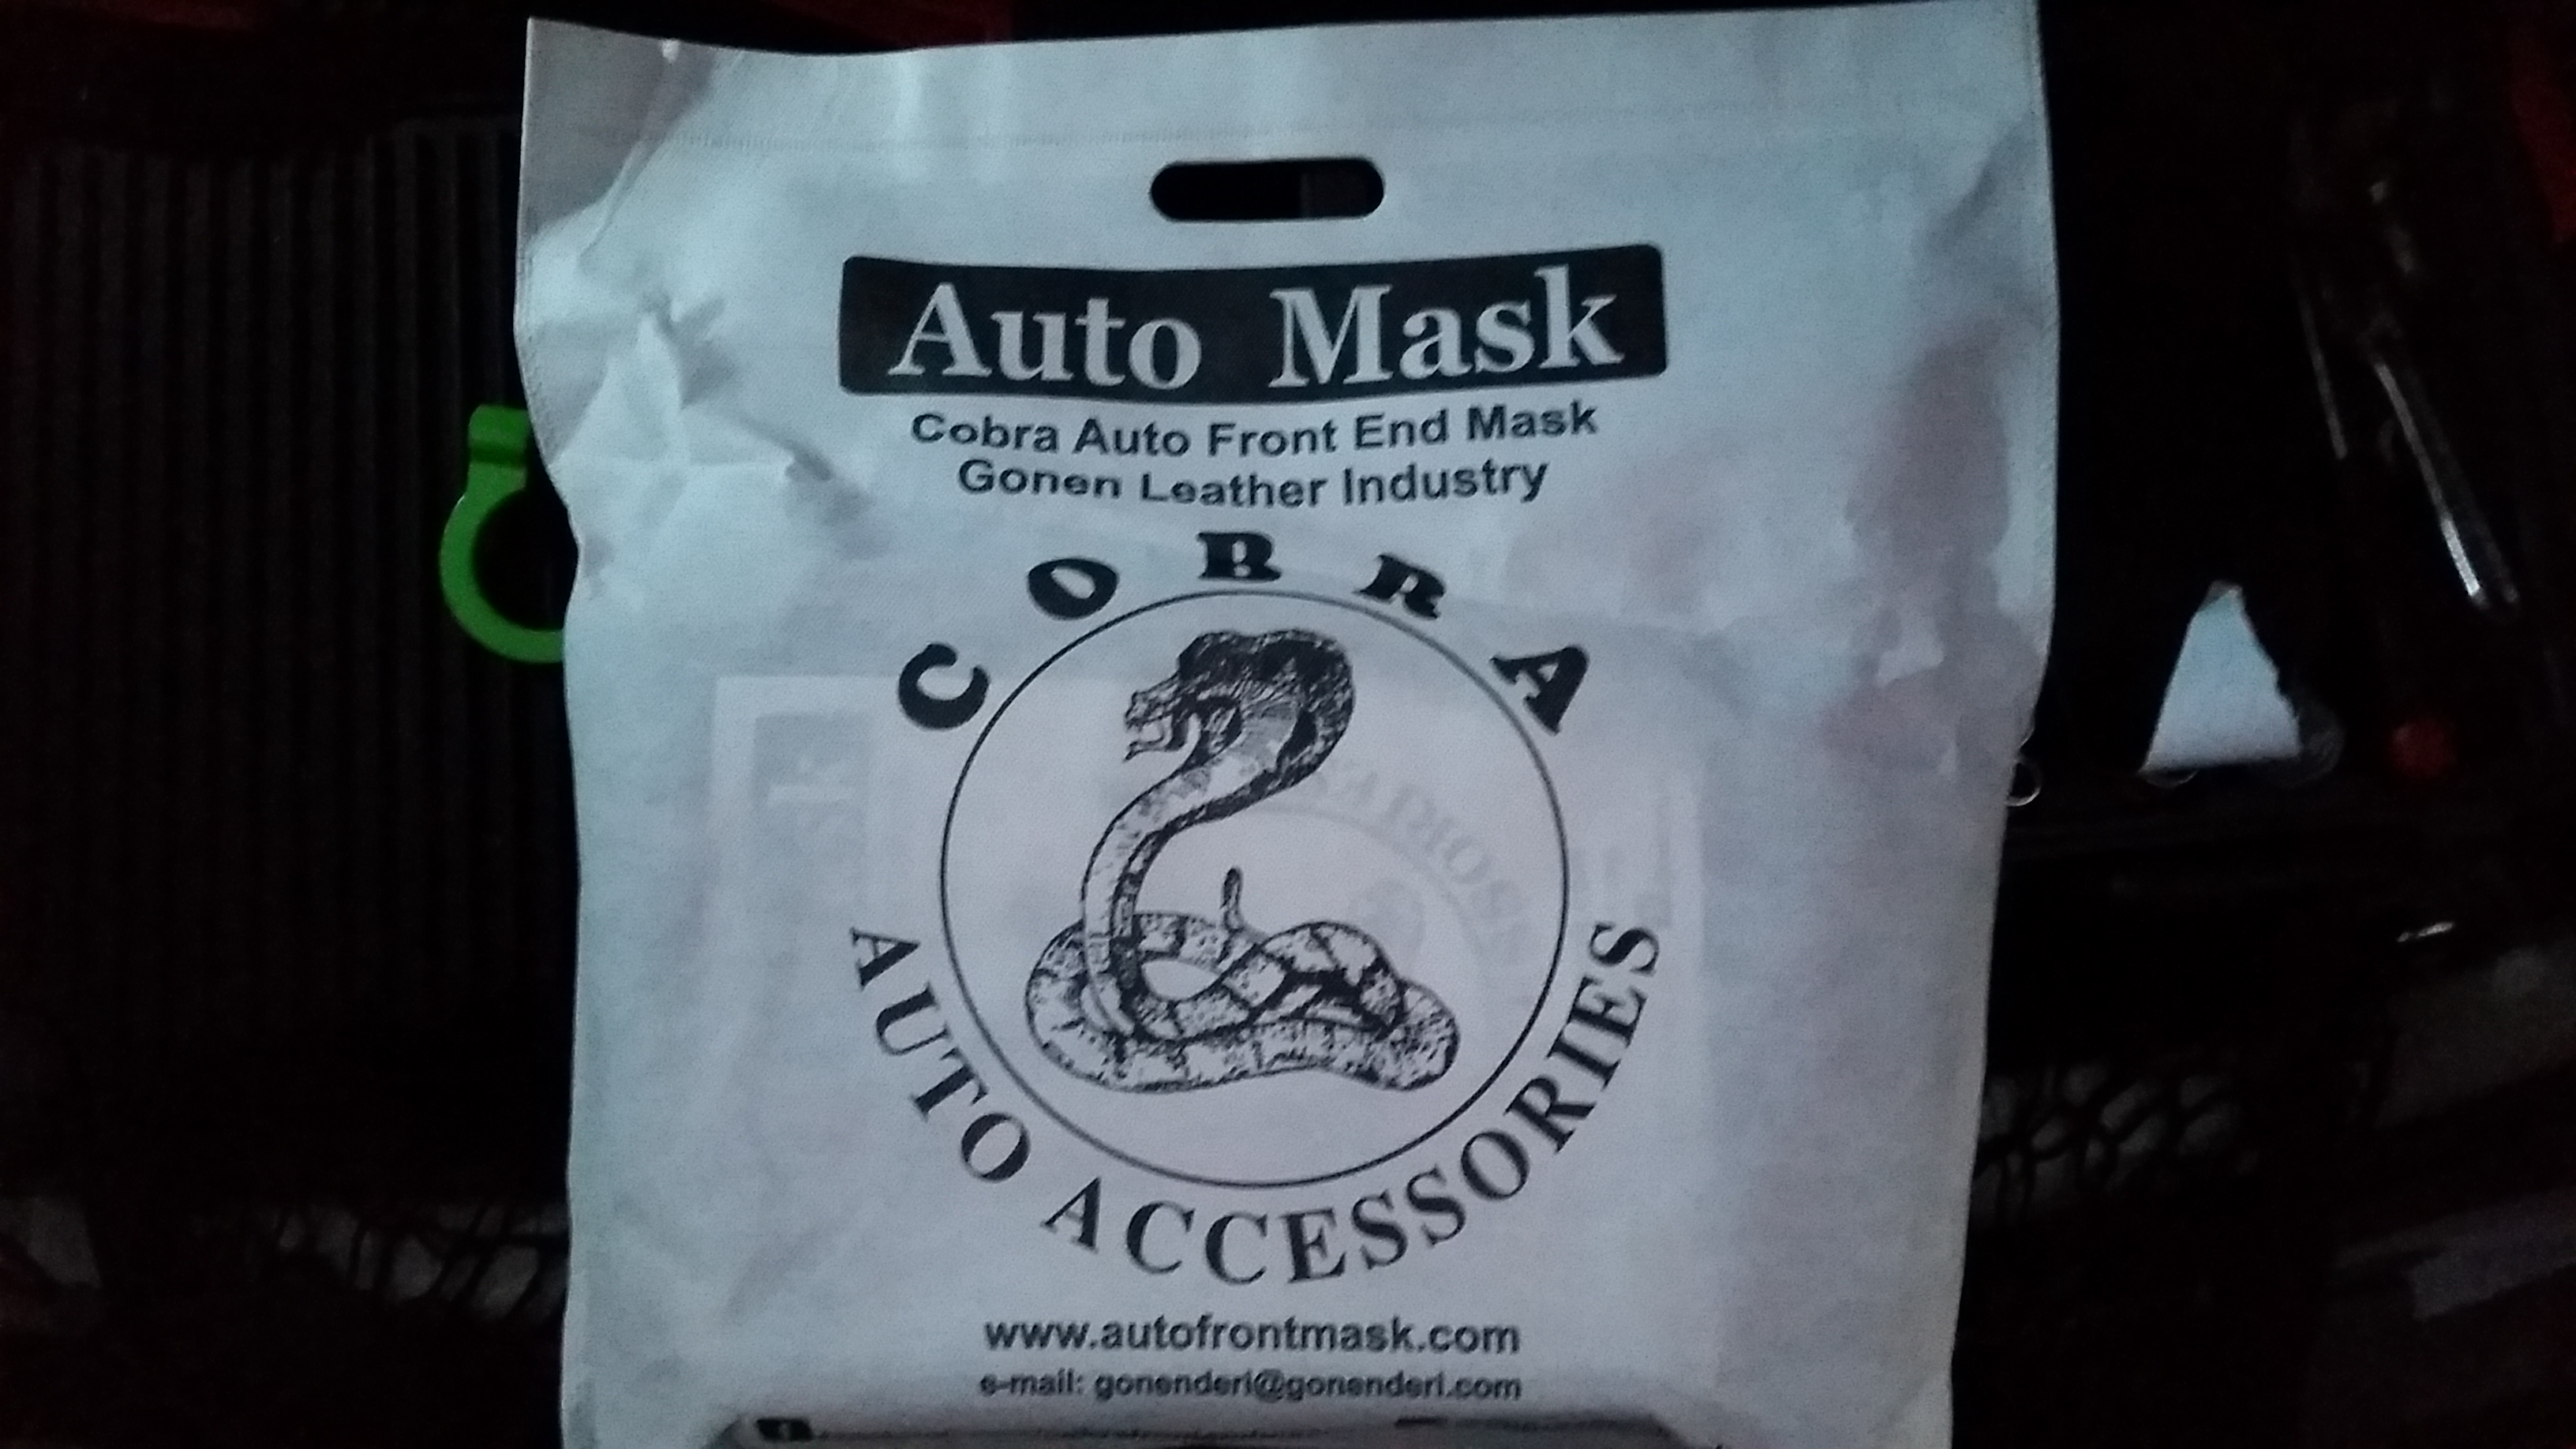 Auto Mask
Cobra Auto Front End Mask
Gonen Leather Industry
COBRA
AUTO ACCESSORIES
www.autofrontmask.com
e-mail: gonenderi@gonenderi.com